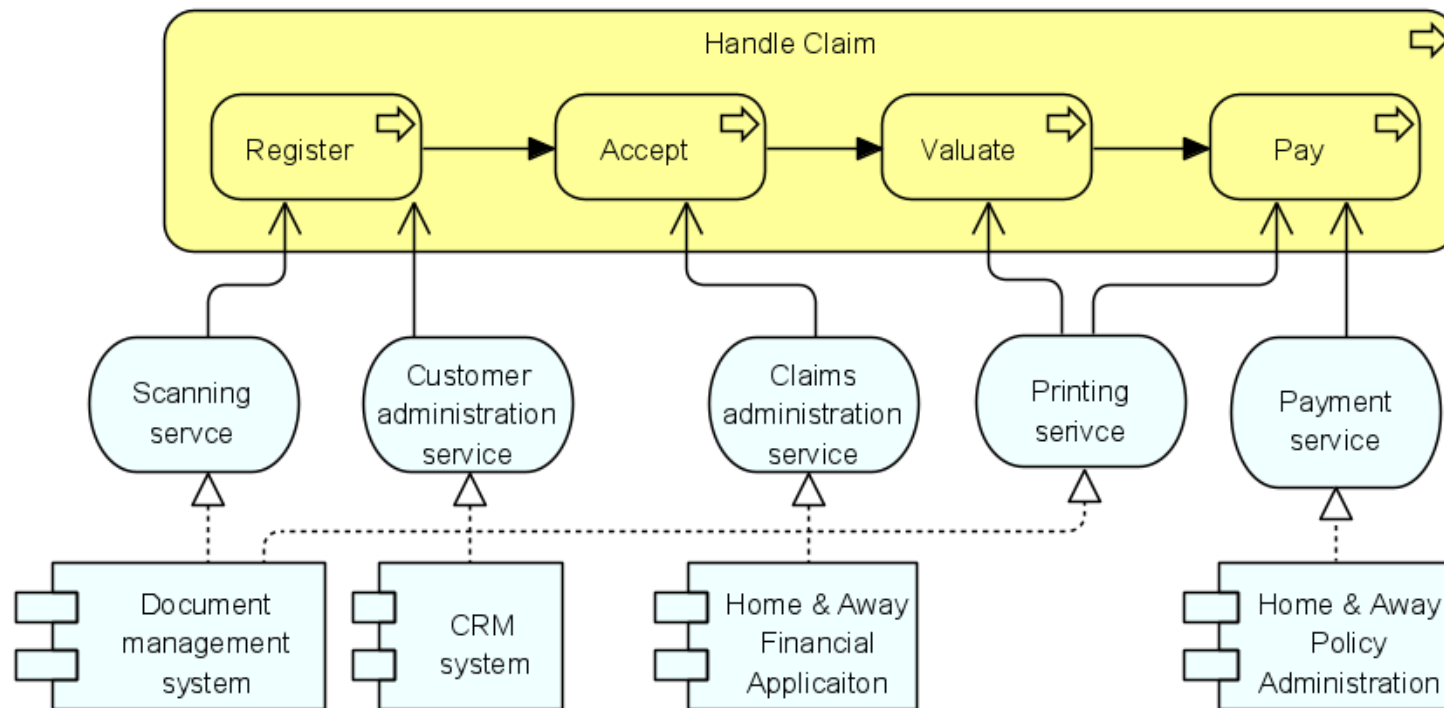 Handle Claim
Register
Accept
Valuate
Pay
Scanning
servce
Customer
administration
service
Claims
administration
service
Printing
serivce
Payment
service
Document
management
system
CRM
system
Home & Away
Financial
Applicaiton
Home & Away
Policy
Administration